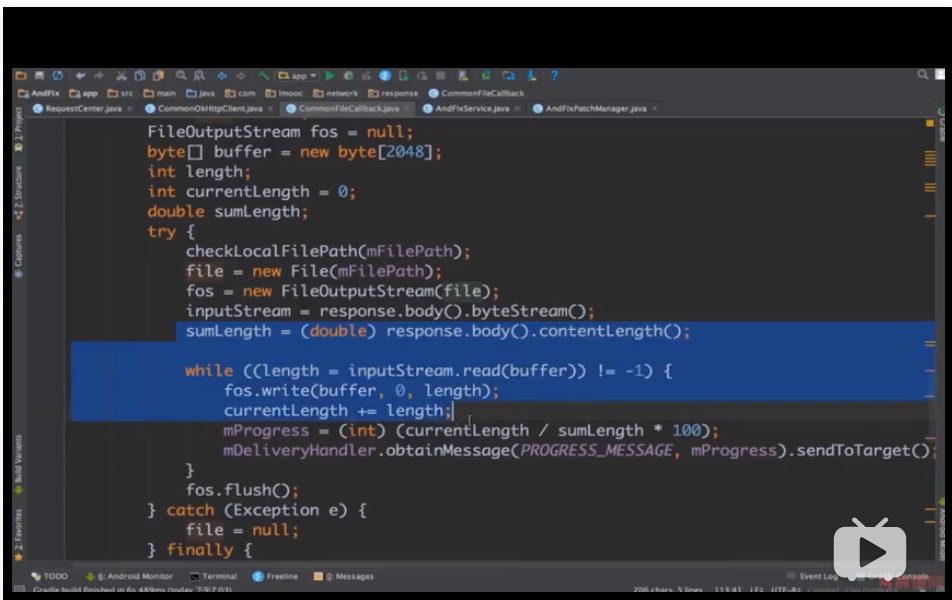 app
AndFix app src main java com imooc network response CommonFileCallback
RequestCenter.java CommonOkHttpClient.java CommonFileCallback.java AndFixService.java AndFixPatchManager.java
1: Project
Z: Structure
Captures
Build Variants
2: Favorites
Gradle
FileOutputStream fos = null;
byte[] buffer = new byte[2048];
int length;
int currentLength = 0;
double sumLength;
try {
checkLocalFilePath(mFilePath);
file = new File(mFilePath);
fos = new FileOutputStream(file);
inputStream = response.body().byteStream();
sumLength = (double) response.body().contentLength();
while ((length = inputStream.read(buffer)) != -1) {
fos.write(buffer, 0, length);
currentLength += length;
mProgress = (int) (currentLength / sumLength * 100);
mDeliveryHandler.obtainMessage(PROGRESS_MESSAGE, mProgress).sendToTarget();
}
fos.flush();
} catch (Exception e) {
file = null;
} finally {
TODO 6: Android Monitor Terminal Freeline 0: Messages Event Log Gradle Console
Gradle build finished in 6s 489ms (today 下午7:03) 206 chars, 5 lines 113:41 LF: UTF-8: